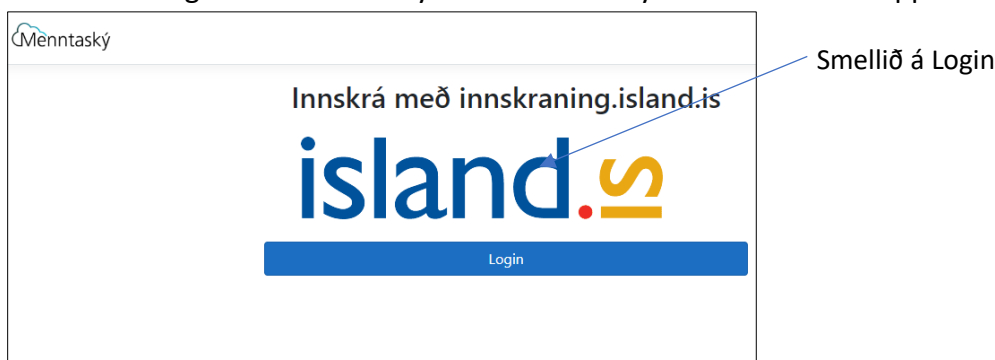 Menntaský
Smellið á Login
Innskrá með innskraning.island.is
island.is
Login